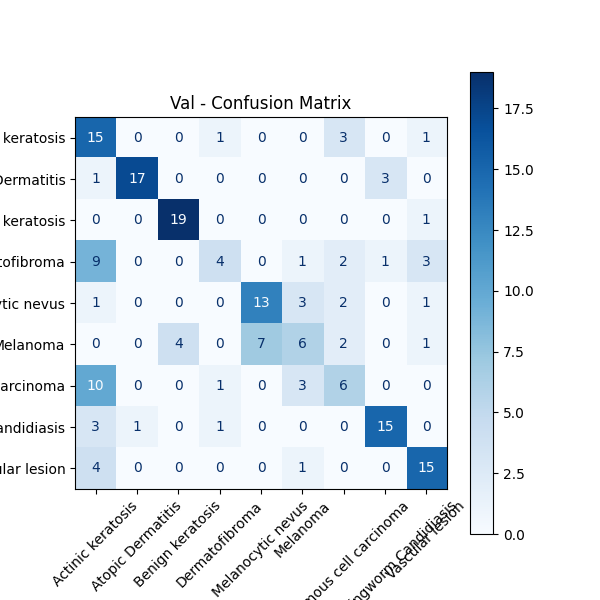 Val - Confusion Matrix
keratosis 15 0 0 1 0 0 3 0 1
Dermatitis 1 17 0 0 0 0 0 3 0
keratosis 0 0 19 0 0 0 0 0 1
tofibroma 9 0 0 4 0 1 2 1 3
tic nevus 1 0 0 0 13 3 2 0 1
Melanoma 0 0 4 0 7 6 2 0 1
arcinoma 10 0 0 1 0 3 6 0 0
andidiasis 3 1 0 1 0 0 0 15 0
ular lesion 4 0 0 0 0 1 0 0 15
Actinic keratosis
Atopic Dermatitis
Benign keratosis
Dermatofibroma
Melanocytic nevus
Melanoma
mous cell carcinoma
ngworm Candidiasis
Vascular lesion
17.5
15.0
12.5
10.0
7.5
5.0
2.5
0.0